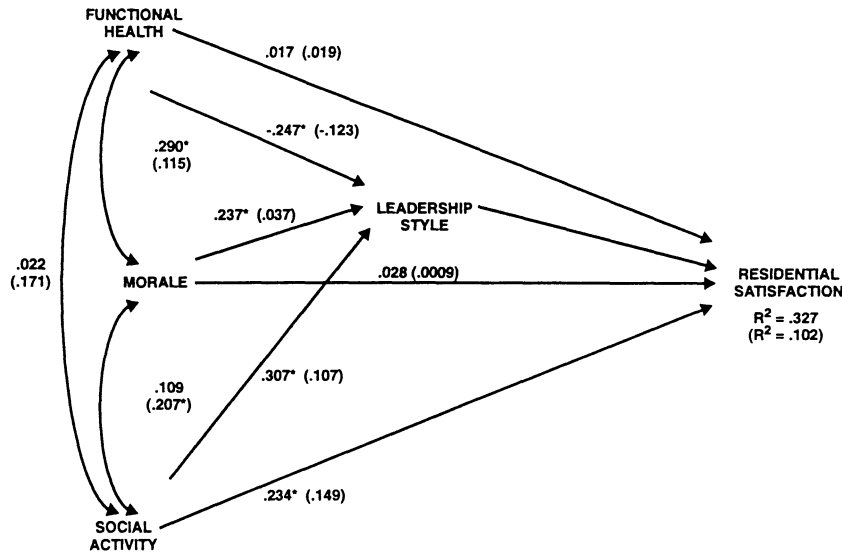 FUNCTIONAL
HEALTH
.017 (.019)
-.247* (-.123)
.290*
(.115)
.237* (.037)
LEADERSHIP
STYLE
.022
(.171)
MORALE
.028 (.0009)
RESIDENTIAL
SATISFACTION
R² = .327
(R² = .102)
.109
(.207*)
.307* (.107)
.234* (.149)
SOCIAL
ACTIVITY